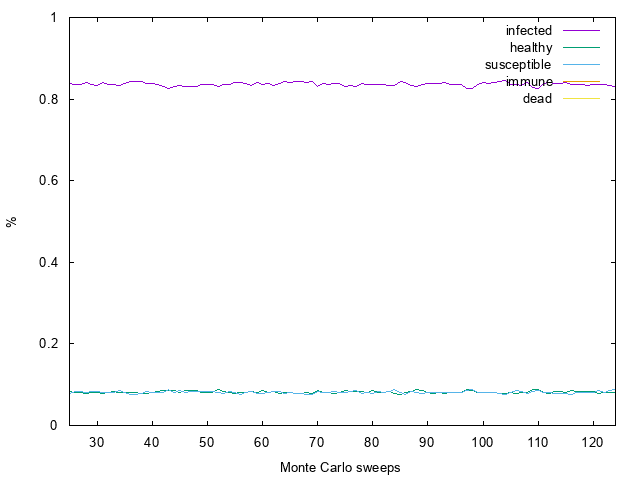 1
0.8
0.6
0.4
0.2
0
%
infected
healthy
susceptible
immune
dead
30 40 50 60 70 80 90 100 110 120
Monte Carlo sweeps